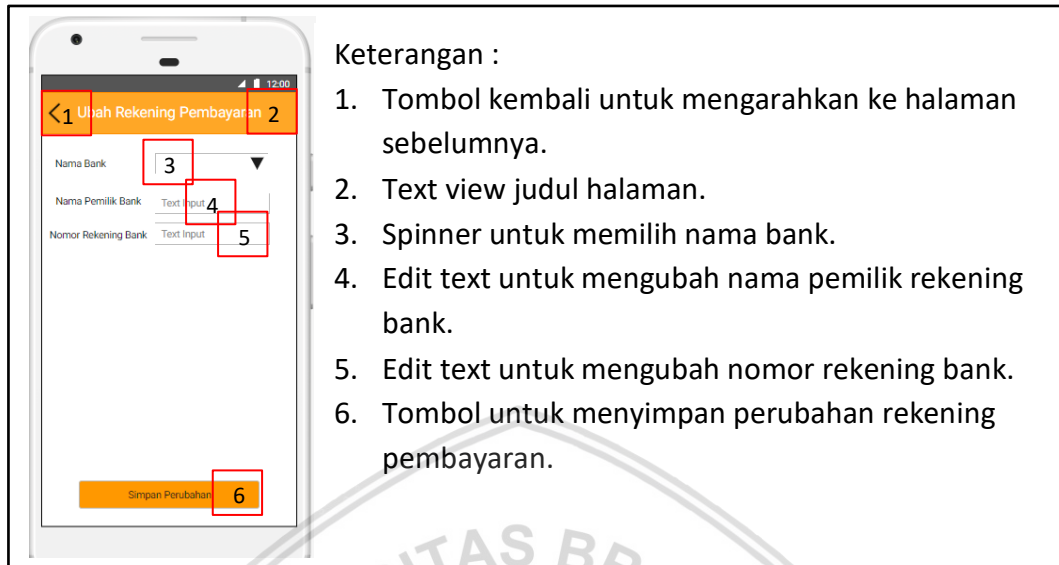 12:00
1 Ubah Rekening Pembayaran 2
Nama Bank 3
Nama Pemilik Bank Text Input 4
Nomor Rekening Bank Text Input 5
Simpan Perubahan 6
Keterangan :
1. Tombol kembali untuk mengarahkan ke halaman
sebelumnya.
2. Text view judul halaman.
3. Spinner untuk memilih nama bank.
4. Edit text untuk mengubah nama pemilik rekening
bank.
5. Edit text untuk mengubah nomor rekening bank.
6. Tombol untuk menyimpan perubahan rekening
pembayaran.